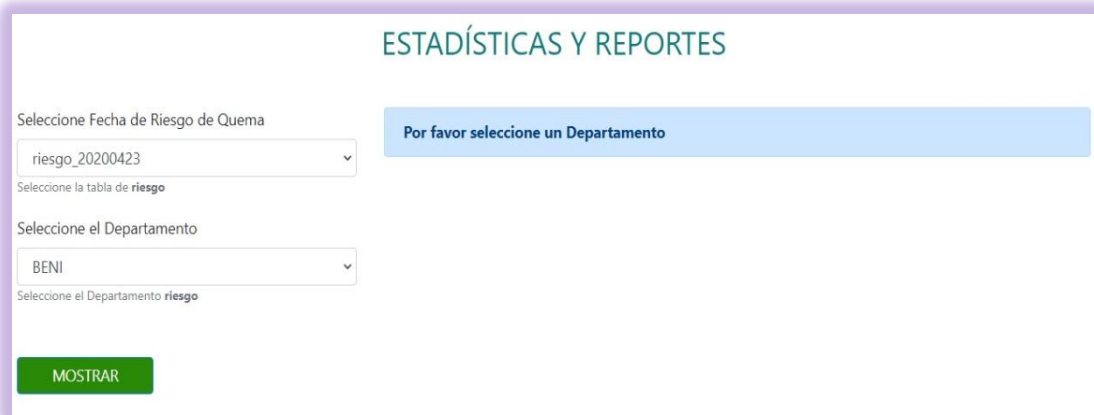 ESTADÍSTICAS Y REPORTES
Seleccione Fecha de Riesgo de Quema
riesgo_20200423
Seleccione la tabla de riesgo
Seleccione el Departamento
BENI
Seleccione el Departamento riesgo
MOSTRAR
Por favor seleccione un Departamento